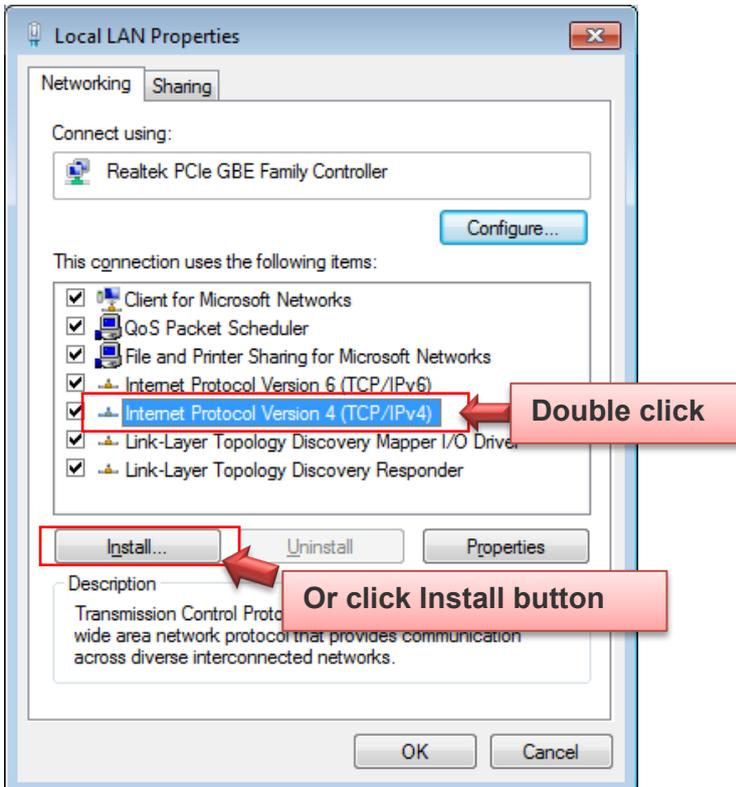 Local LAN Properties
Networking Sharing
Connect using:
Realtek PCIe GBE Family Controller
Configure...
This connection uses the following items:
Client for Microsoft Networks
QoS Packet Scheduler
File and Printer Sharing for Microsoft Networks
Internet Protocol Version 6 (TCP/IPv6)
Internet Protocol Version 4 (TCP/IPv4)
Double click
Link-Layer Topology Discovery Mapper I/O Driver
Link-Layer Topology Discovery Responder
Install... Uninstall Properties
Description
Or click Install button
Transmission Control
wide area network protocol that provides communication
across diverse interconnected networks.
OK Cancel